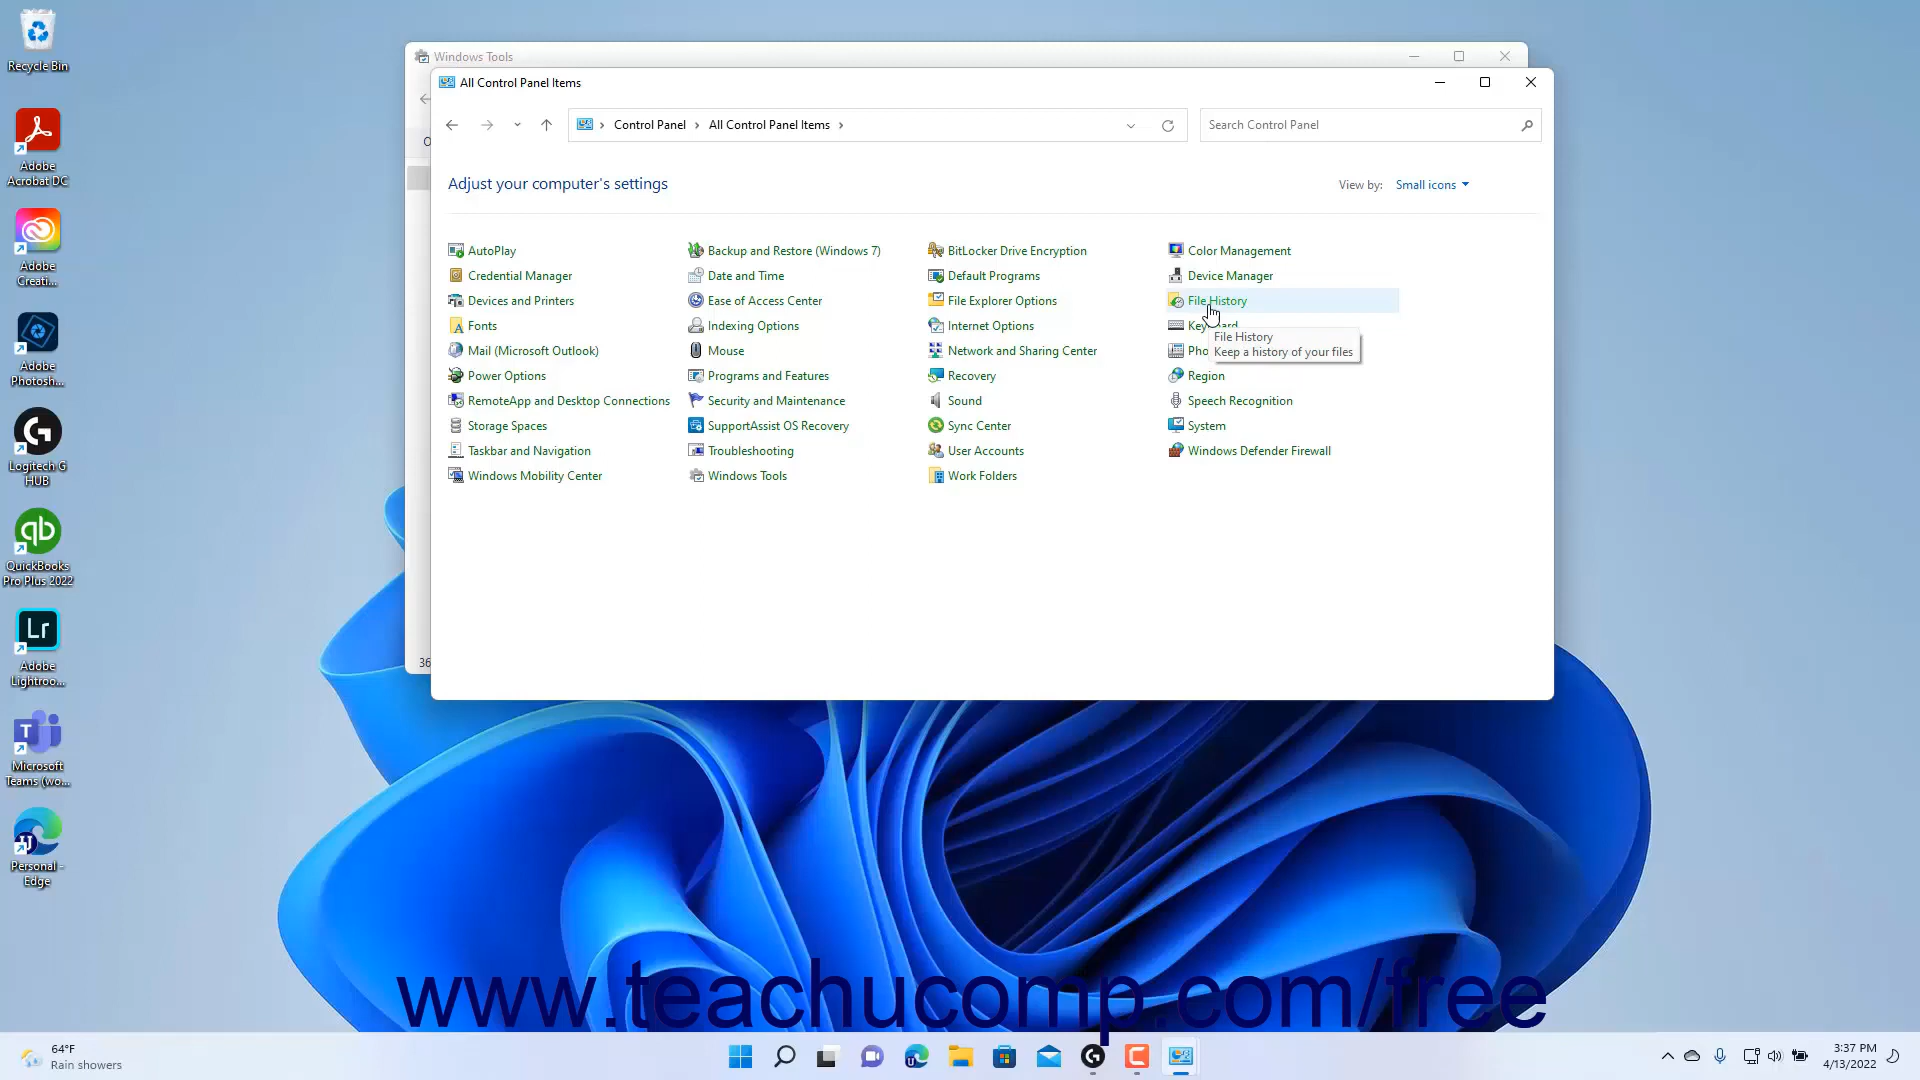 Recycle Bin
Adobe
Acrobat DC
Adobe
Creati...
Adobe
Photosh...
Logitech G
HUB
QuickBooks
Pro Plus 2022
Lr
Adobe
Lightroo...
Microsoft
Teams (wo...
Personal -
Edge
Windows Tools
All Control Panel Items
Control Panel > All Control Panel Items >
Search Control Panel
Adjust your computer's settings
View by: Small icons
AutoPlay
Backup and Restore (Windows 7)
BitLocker Drive Encryption
Color Management
Credential Manager
Date and Time
Default Programs
Device Manager
Devices and Printers
Ease of Access Center
File Explorer Options
File History
Fonts
Indexing Options
Internet Options
File History
Keep a history of your files
Mail (Microsoft Outlook)
Mouse
Network and Sharing Center
Power Options
Programs and Features
Recovery
Region
RemoteApp and Desktop Connections
Security and Maintenance
Sound
Speech Recognition
Storage Spaces
SupportAssist OS Recovery
Sync Center
System
Taskbar and Navigation
Troubleshooting
User Accounts
Windows Defender Firewall
Windows Mobility Center
Windows Tools
Work Folders
36
www.teachucomp.com/free
64°F
Rain showers
3:37 PM
4/13/2022